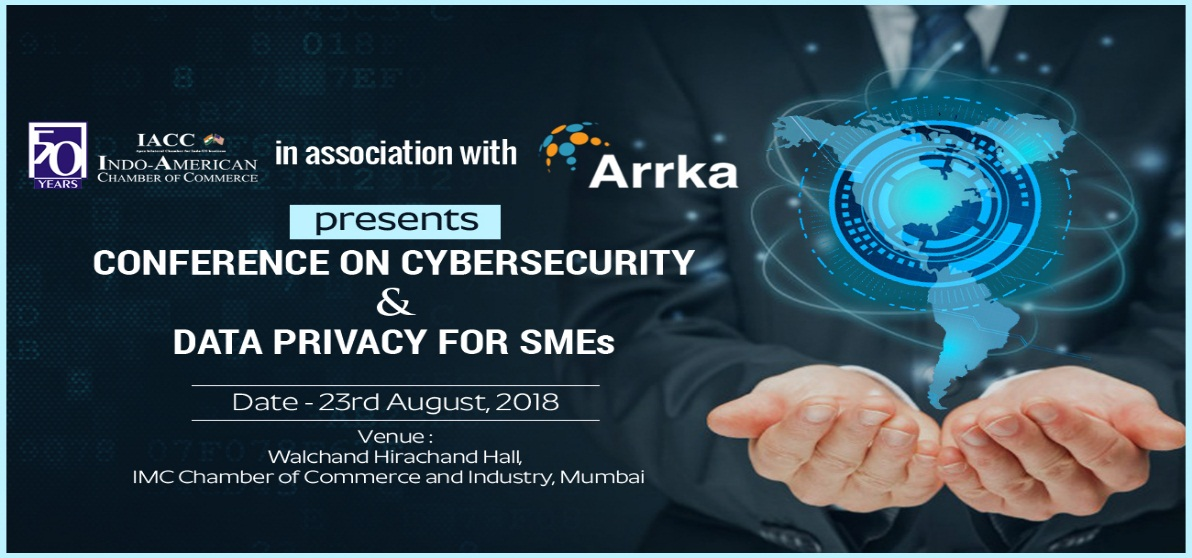 50
YEARS
IACC
INDO-AMERICAN
CHAMBER OF COMMERCE
in association with
Arrka
presents
CONFERENCE ON CYBERSECURITY
&
DATA PRIVACY FOR SMEs
Date - 23rd August, 2018
Venue :
Walchand Hirachand Hall,
IMC Chamber of Commerce and Industry, Mumbai